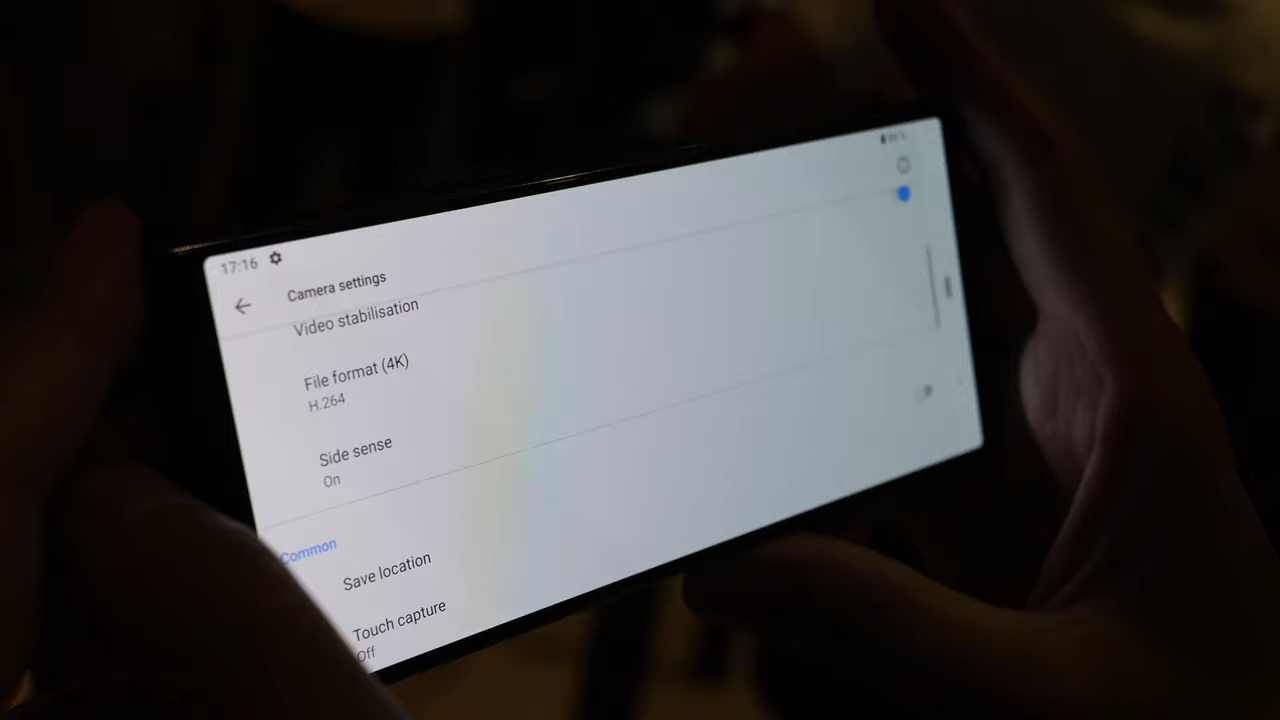 17:16
Camera settings
Video stabilisation
File format (4K)
H.264
Side sense
On
Common
Save location
Touch capture
Off